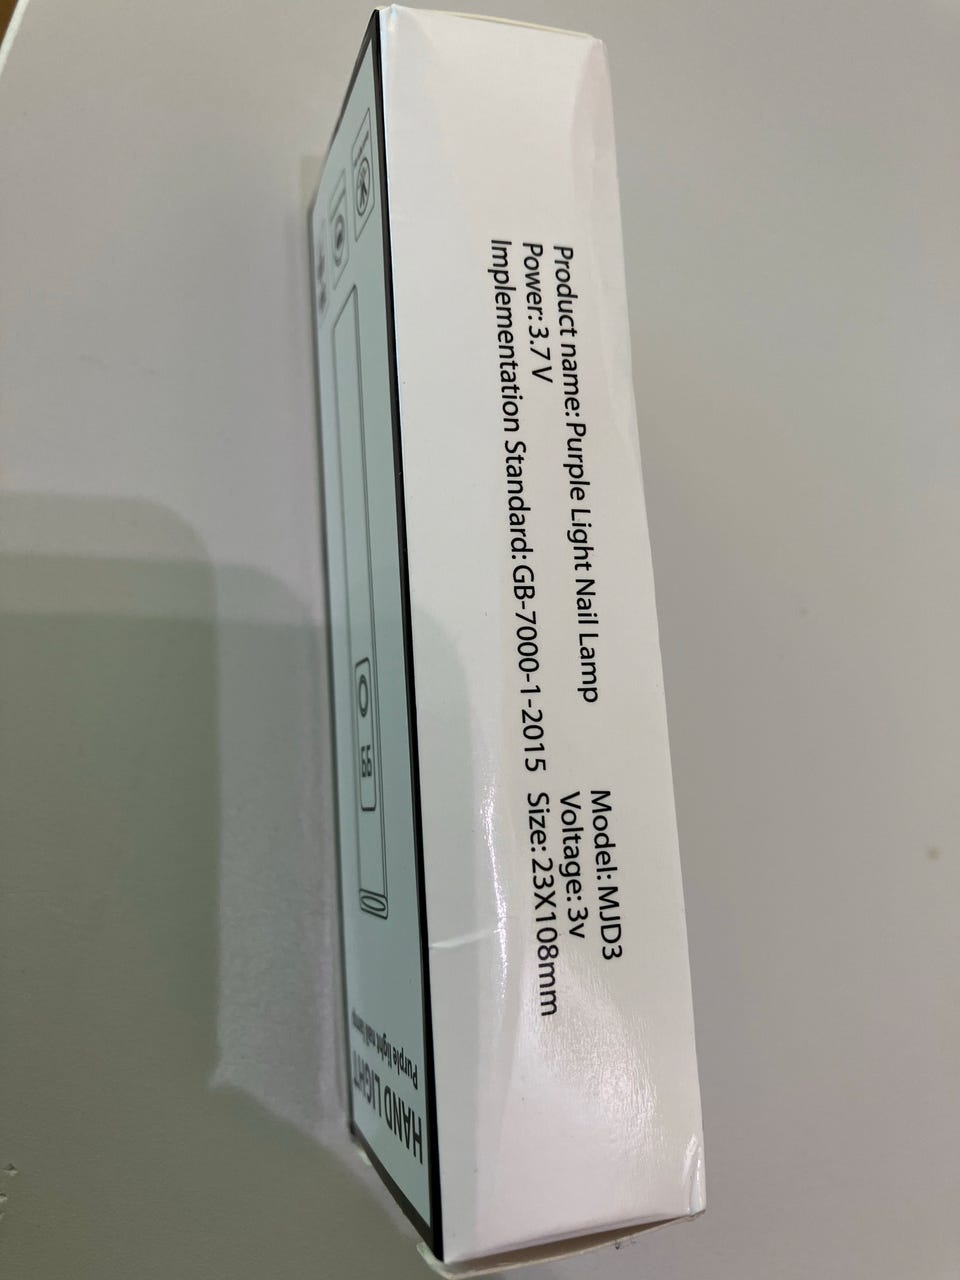 Product name: Purple Light Nail Lamp
Model: MJD3
Power: 3.7 V
Voltage: 3v
Implementation Standard: GB-7000-1-2015
Size: 23X108mm
HAND LIGHT
Purple light nail lamp